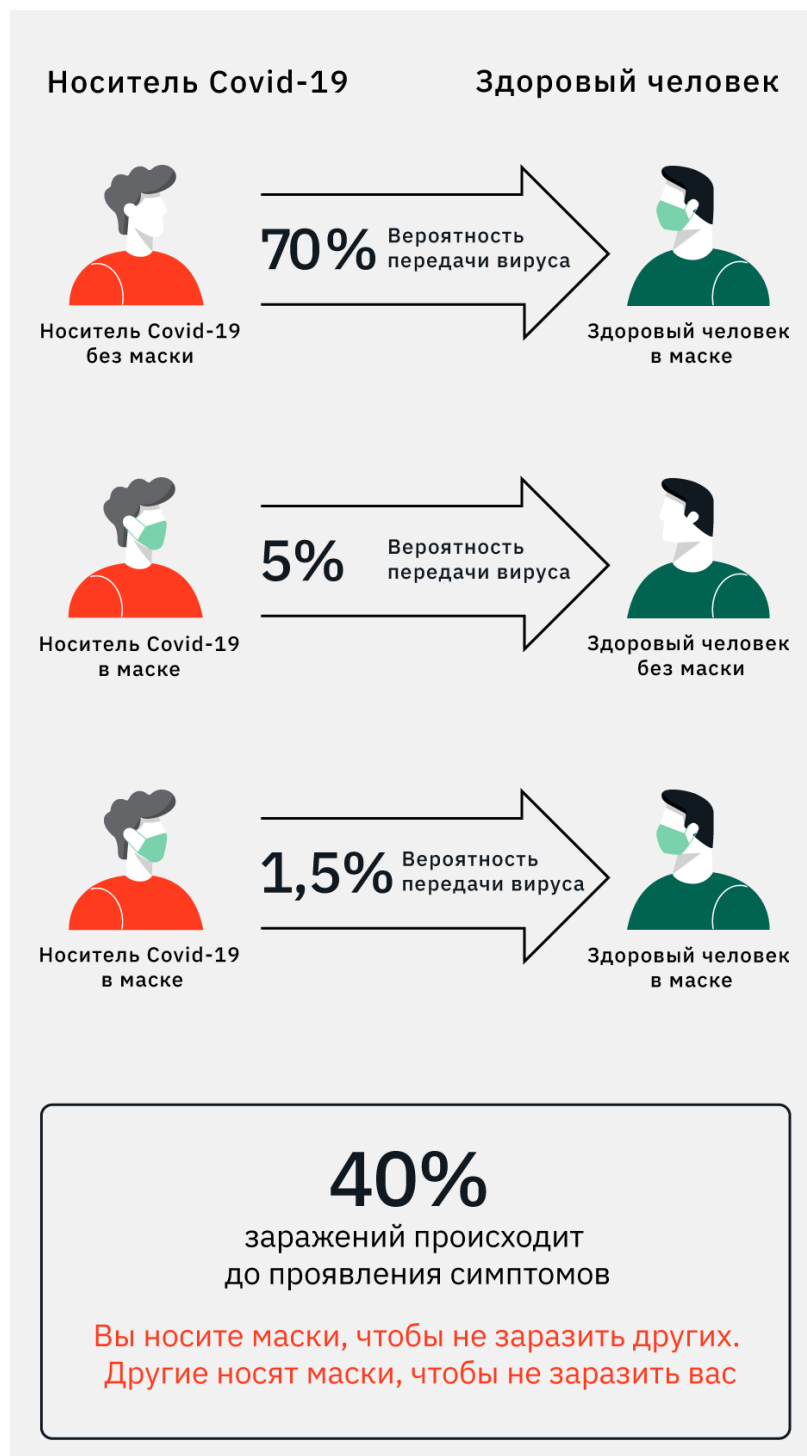 Носитель Covid-19
Здоровый человек
70%
Вероятность
передачи вируса
Носитель Covid-19
без маски
Здоровый человек
в маске
5%
Вероятность
передачи вируса
Носитель Covid-19
в маске
Здоровый человек
без маски
1,5%
Вероятность
передачи вируса
Носитель Covid-19
в маске
Здоровый человек
в маске
40%
заражений происходит
до проявления симптомов
Вы носите маски, чтобы не заразить других.
Другие носят маски, чтобы не заразить вас